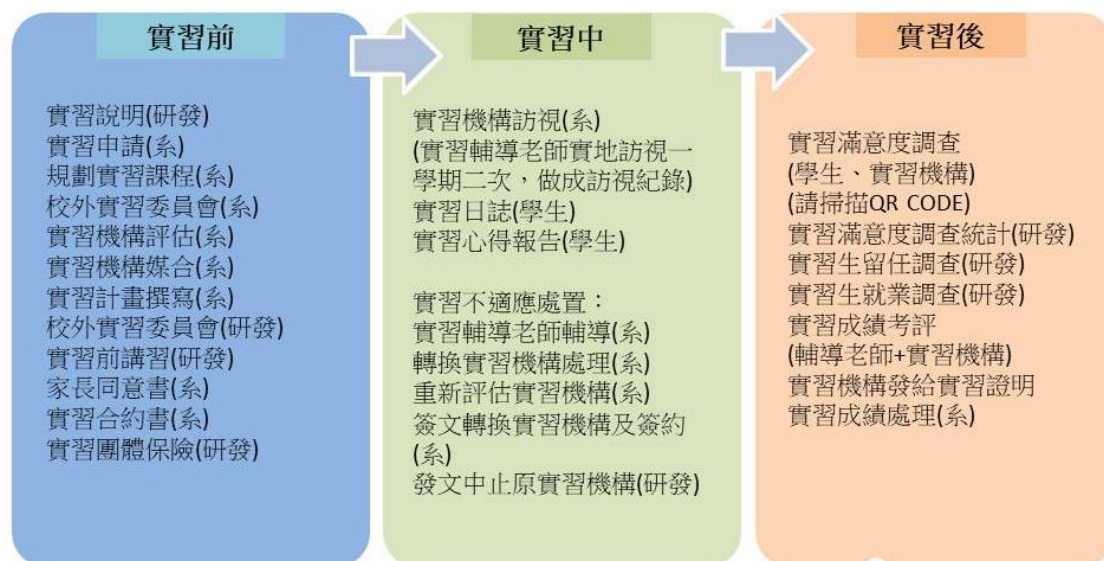 實習前
實習說明(研發)
實習申請(系)
規劃實習課程(系)
校外實習委員會(系)
實習機構評估(系)
實習機構媒合(系)
實習計畫撰寫(系)
校外實習委員會(研發)
實習前講習(研發)
家長同意書(系)
實習合約書(系)
實習團體保險(研發)
實習中
實習機構訪視(系)
(實習輔導老師實地訪視一
學期二次，做成訪視紀錄)
實習日誌(學生)
實習心得報告(學生)
實習不適應處置：
實習輔導老師輔導(系)
轉換實習機構處理(系)
重新評估實習機構(系)
簽文轉換實習機構及簽約
(系)
發文中止原實習機構(研發)
實習後
實習滿意度調查
(學生、實習機構)
(請掃描QR CODE)
實習滿意度調查統計(研發)
實習生留任調查(研發)
實習生就業調查(研發)
實習成績考評
(輔導老師+實習機構)
實習機構發給實習證明
實習成績處理(系)